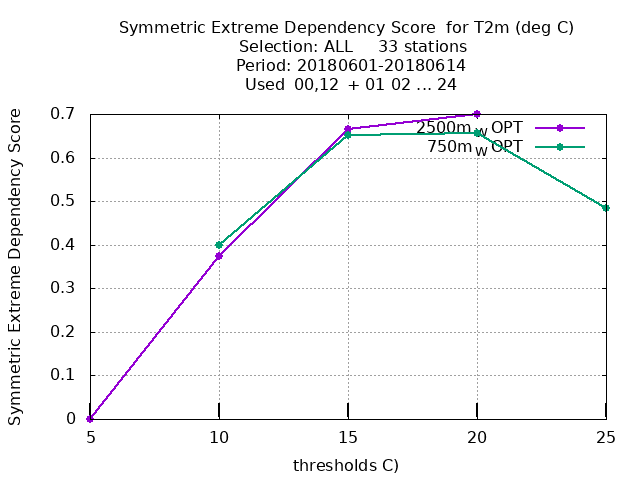 Symmetric Extreme Dependency Score for T2m (deg C)
Selection: ALL 33 stations
Period: 20180601-20180614
Used 00,12 + 01 02 ... 24
Symmetric Extreme Dependency Score
0.7
0.6
0.5
0.4
0.3
0.2
0.1
0
2500m W OPT
750m W OPT
5 10 15 20 25
thresholds C)